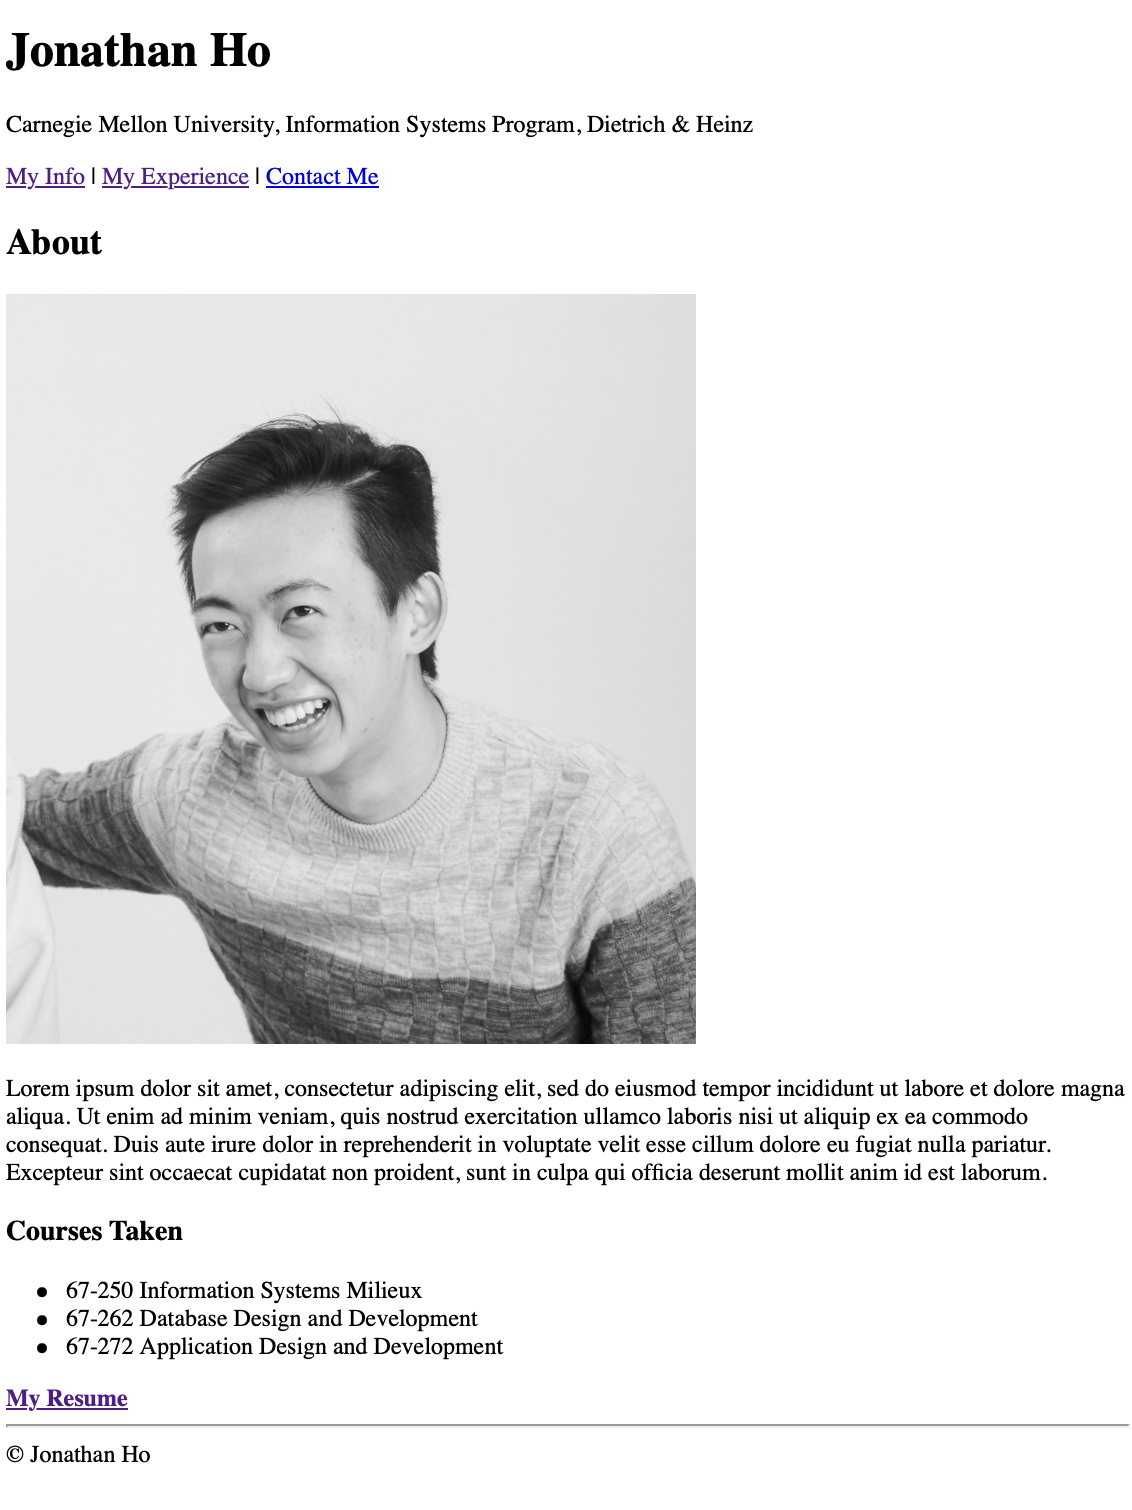 Jonathan Ho
Carnegie Mellon University, Information Systems Program, Dietrich & Heinz
My Info | My Experience | Contact Me
About
Lorem ipsum dolor sit amet, consectetur adipiscing elit, sed do eiusmod tempor incididunt ut labore et dolore magna
aliqua. Ut enim ad minim veniam, quis nostrud exercitation ullamco laboris nisi ut aliquip ex ea commodo
consequat. Duis aute irure dolor in reprehenderit in voluptate velit esse cillum dolore eu fugiat nulla pariatur.
Excepteur sint occaecat cupidatat non proident, sunt in culpa qui officia deserunt mollit anim id est laborum.
Courses Taken
• 67-250 Information Systems Milieux
• 67-262 Database Design and Development
• 67-272 Application Design and Development
My Resume
© Jonathan Ho